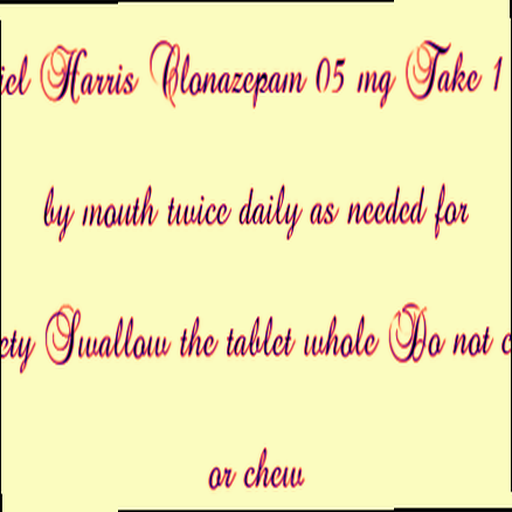 Harris Clonazepam 05 mg Take 1
by mouth twice daily as needed for
Swallow the tablet whole Do not
or chew